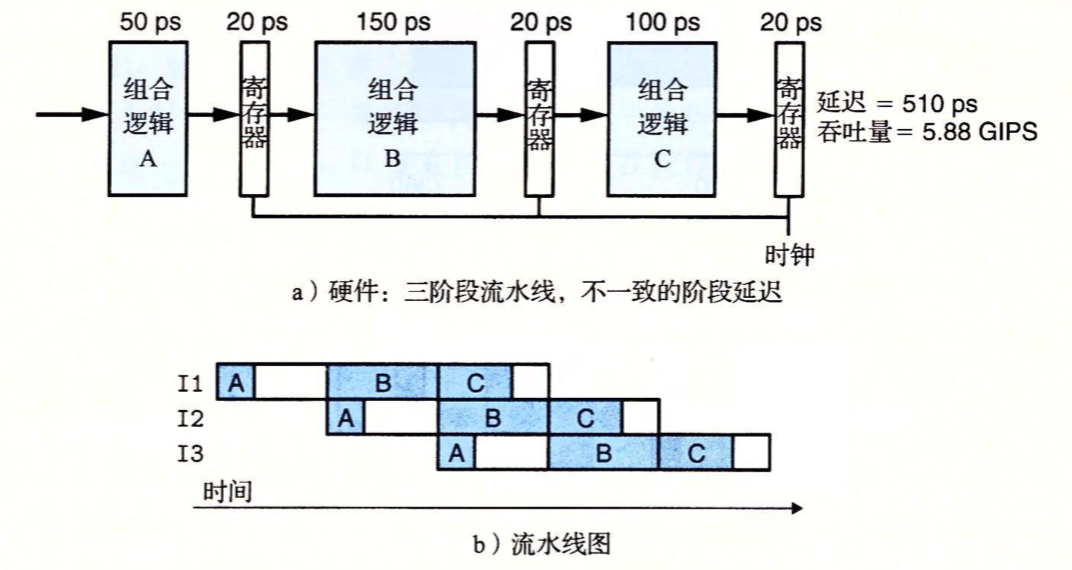 50 ps 20 ps 150 ps 20 ps 100 ps 20 ps
组合逻辑 A
寄存器
组合逻辑 B
寄存器
组合逻辑 C
寄存器
延迟 = 510 ps
吞吐量 = 5.88 GIPS
时钟
a）硬件：三阶段流水线，不一致的阶段延迟
I1 A B C
I2 A B C
I3 A B C
时间
b）流水线图